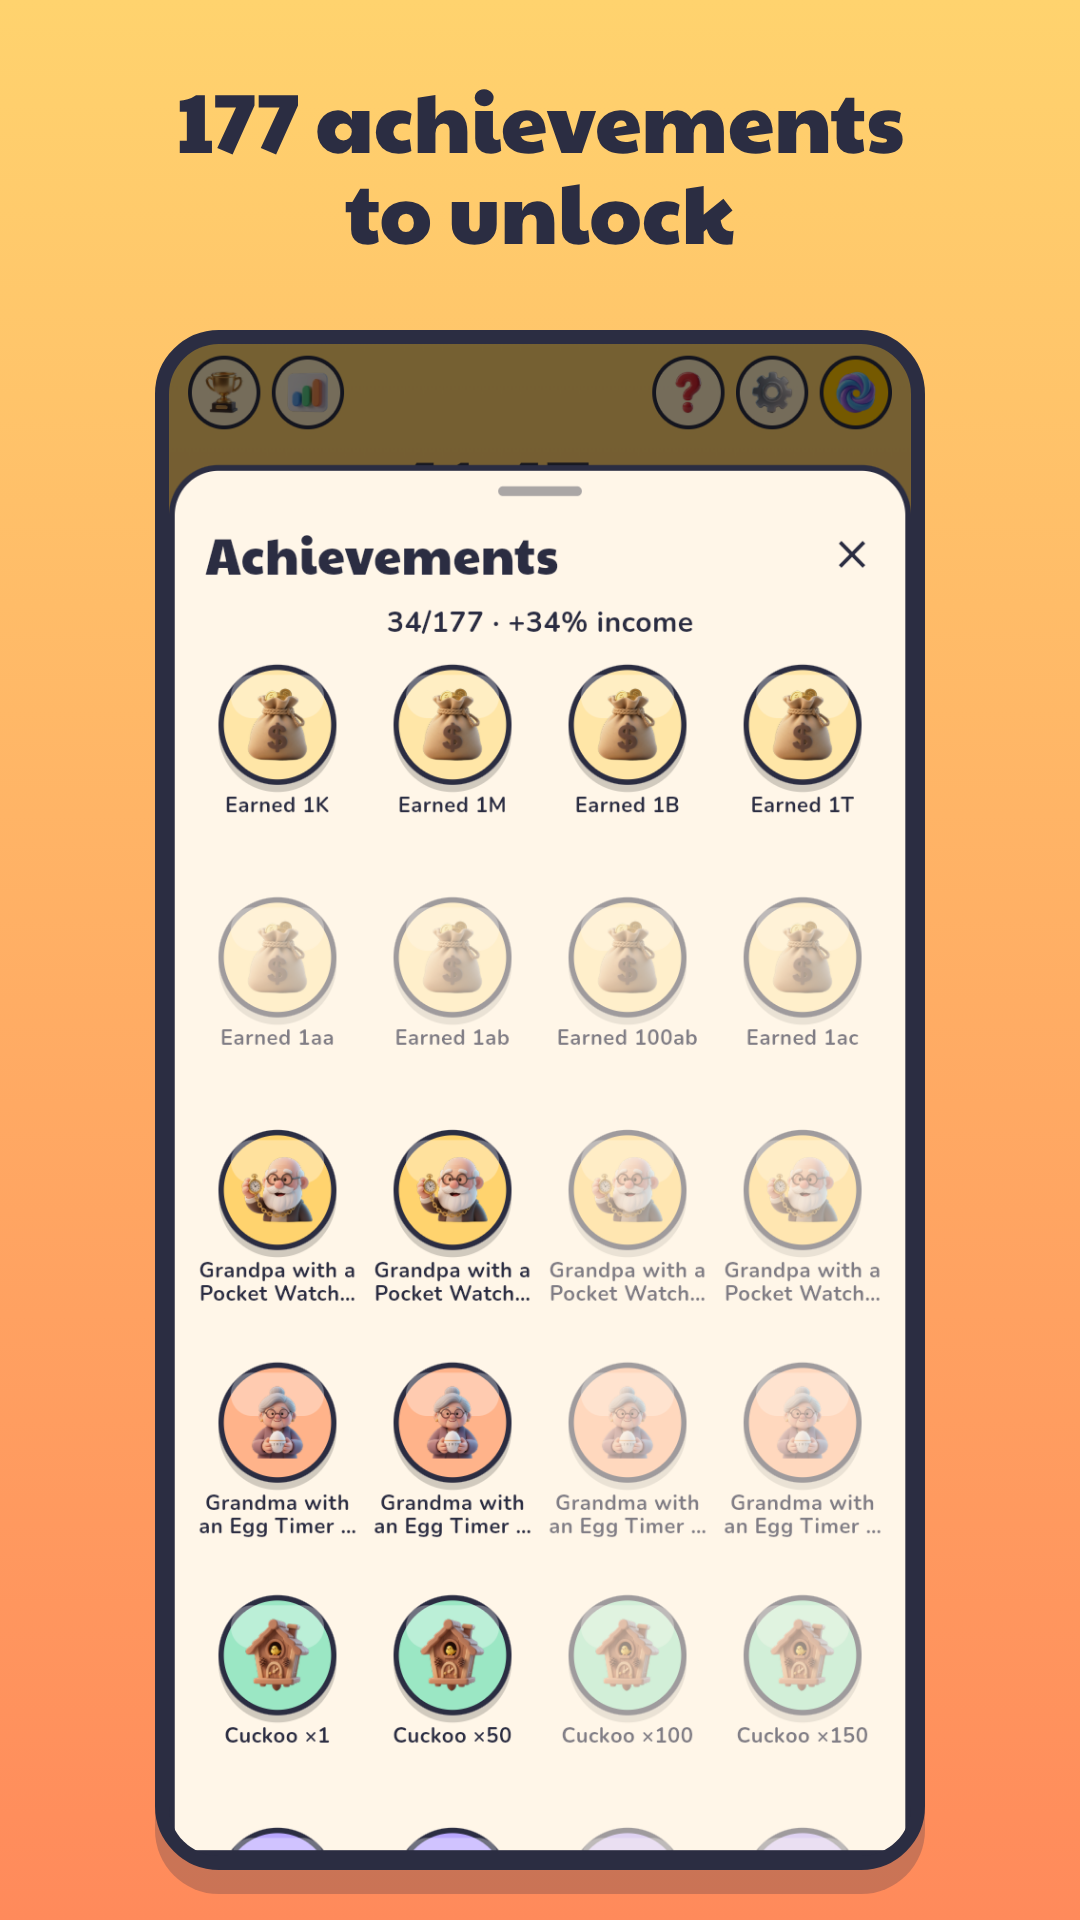 177 achievements
to unlock
Achievements
34/177 · +34% income
Earned 1K
Earned 1M
Earned 1B
Earned 1T
Earned 1aa
Earned 1ab
Earned 100ab
Earned 1ac
Grandpa with a
Pocket Watch...
Grandpa with a
Pocket Watch...
Grandpa with a
Pocket Watch...
Grandpa with a
Pocket Watch...
Grandma with
an Egg Timer ...
Grandma with
an Egg Timer ...
Grandma with
an Egg Timer ...
Grandma with
an Egg Timer ...
Cuckoo ×1
Cuckoo ×50
Cuckoo ×100
Cuckoo ×150